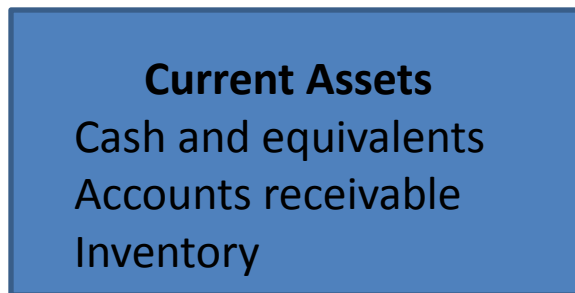 Current Assets
Cash and equivalents
Accounts receivable
Inventory